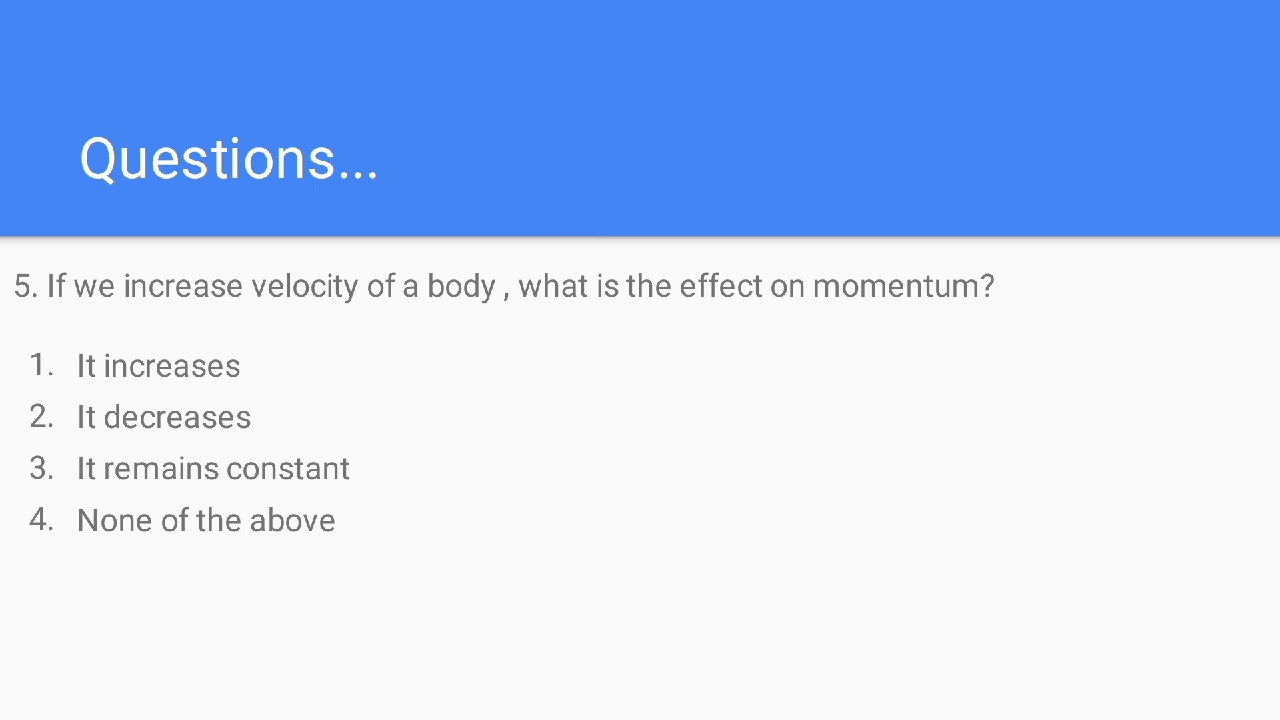 Questions...
5. If we increase velocity of a body , what is the effect on momentum?
1. It increases
2. It decreases
3. It remains constant
4. None of the above